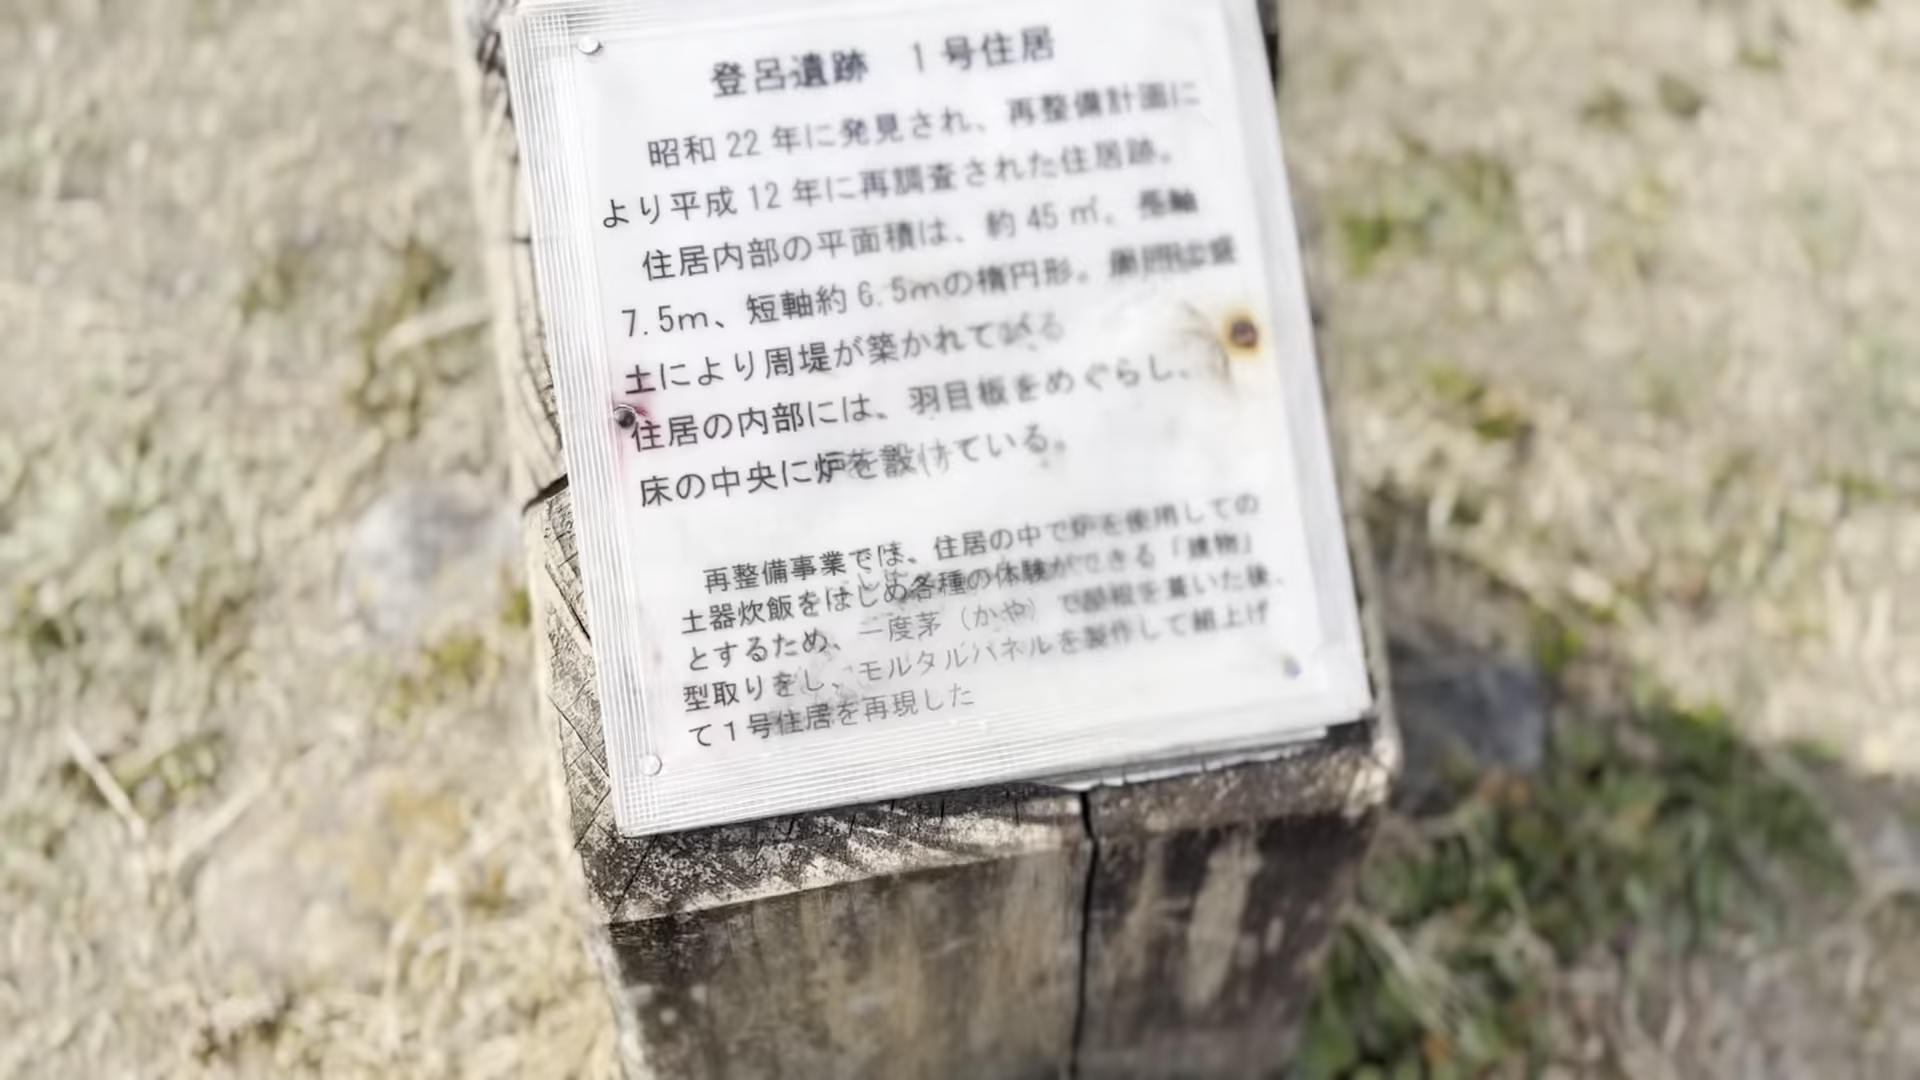 登呂遺跡 1号住居
昭和22年に発見され、再整備計画に
より平成12年に再調査された住居跡。
住居内部の平面積は、約45㎡。長軸
7.5m、短軸約6.5mの楕円形。
土により周堤が築かれて
住居の内部には、羽目板をめぐらし、
床の中央に炉を設けている。
再整備事業では、住居の中で炉を使用しての
土器炊飯をはじめ各種の体験ができる「建物」
とするため、一度茅(かや)で屋根を葺いた後、
型取りをし、モルタルパネルを製作して組上げ
て1号住居を再現した